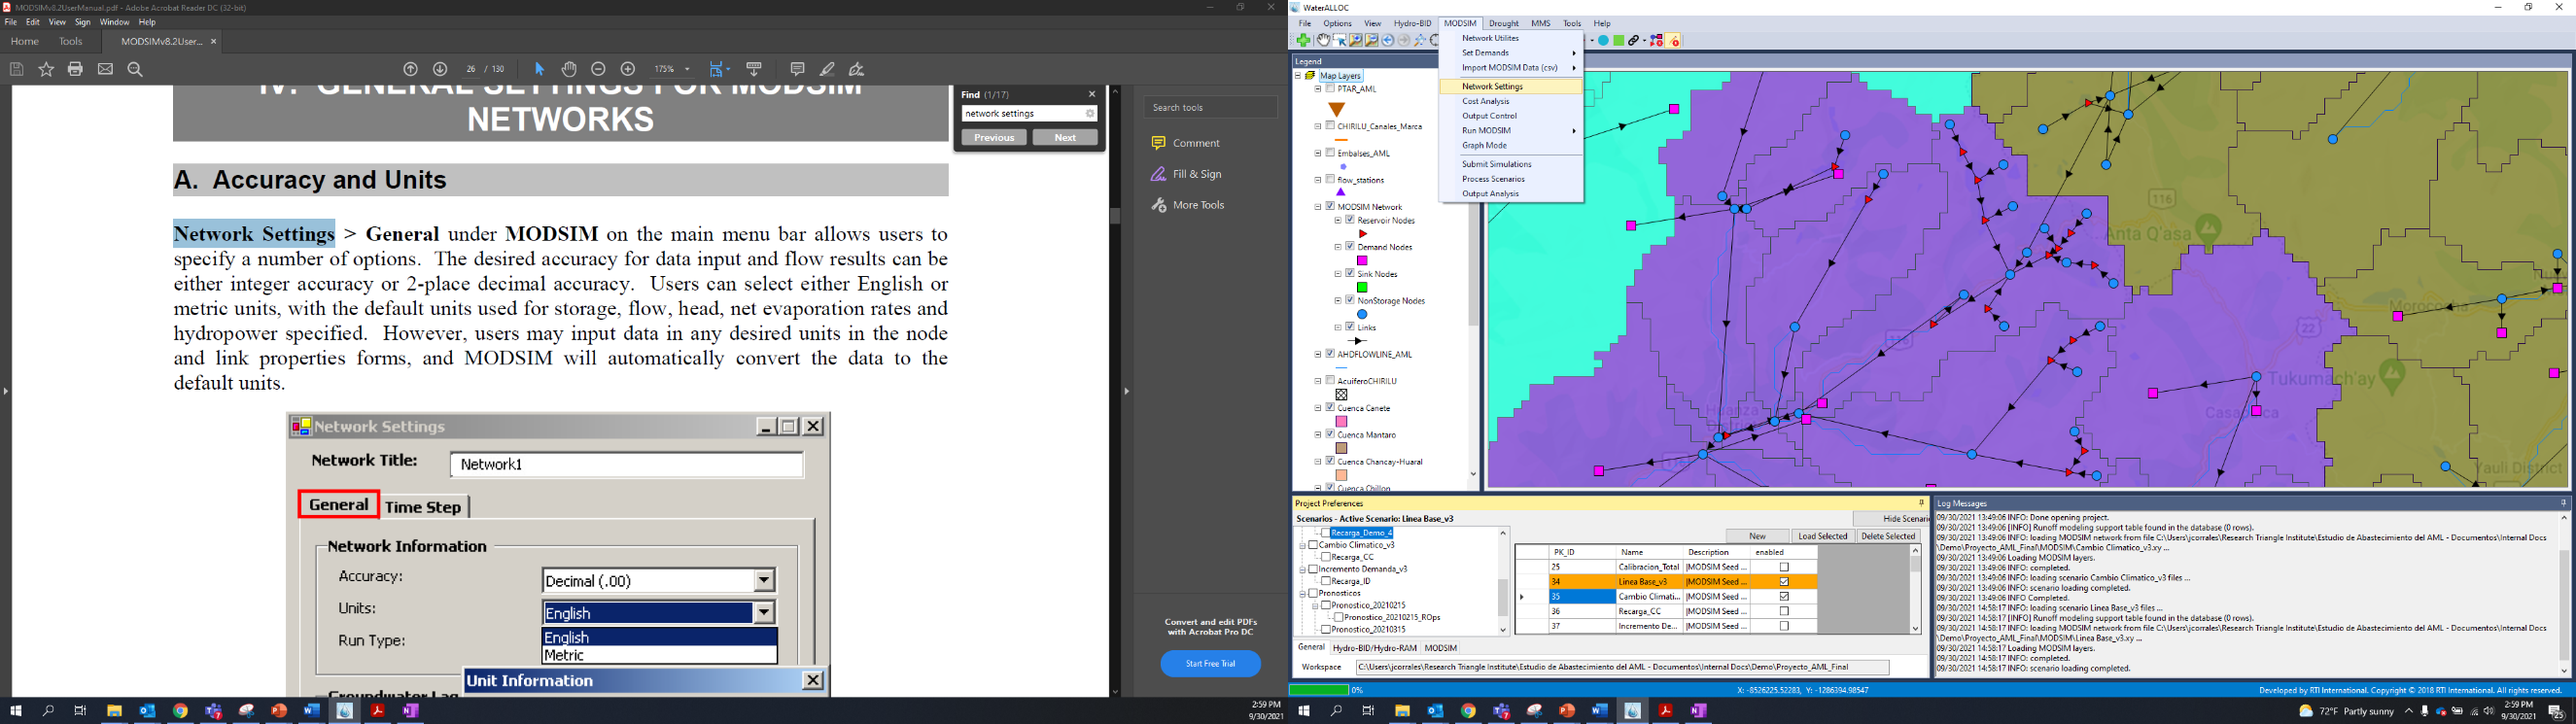 MODSIMv8.2UserManual.pdf - Adobe Acrobat Reader DC (32-bit)
File Edit View Sign Window Help
Home Tools MODSIMv8.2User... ×
26 / 130 175%
IV. GENERAL SETTINGS FOR MODSIM
NETWORKS
A. Accuracy and Units
Network Settings > General under MODSIM on the main menu bar allows users to
specify a number of options. The desired accuracy for data input and flow results can be
either integer accuracy or 2-place decimal accuracy. Users can select either English or
metric units, with the default units used for storage, flow, head, net evaporation rates and
hydropower specified. However, users may input data in any desired units in the node
and link properties forms, and MODSIM will automatically convert the data to the
default units.
Network Settings
Network Title: Network1
General Time Step
Network Information
Accuracy: Decimal (.00)
Units: English
English
Run Type:
Metric
Unit Information
Groundwater Lag
Find (1/17)
network settings
Previous Next
Search tools
Comment
Fill & Sign
More Tools
Convert and edit PDFs
with Acrobat Pro DC
Start Free Trial
2:59 PM
9/30/2021
WaterALLOC
File Options View Hydro-BID MODSIM Drought MMS Tools Help
Network Utilites
Set Demands
Import MODSIM Data (csv)
Network Settings
Cost Analysis
Output Control
Run MODSIM
Graph Mode
Submit Simulations
Process Scenarios
Output Analysis
Legend
Map Layers
PTAR_AML
CHIRILU_Canales_Marca
Embalses_AML
flow_stations
MODSIM Network
Reservoir Nodes
Demand Nodes
Sink Nodes
NonStorage Nodes
Links
AHDFLOWLINE_AML
AcuiferoCHIRILU
Cuenca Canete
Cuenca Mantaro
Cuenca Chancay-Huaral
Cuenca Chillon
116
Anta Q'asa
Morococha
22
116
Tukumach'ay
Casapalca
Huanza
District
116
Yauli District
Project Preferences
Scenarios - Active Scenario: Linea Base_v3
Hide Scenari
Recarga_Demo_4
Cambio Climatico_v3
Recarga_CC
Incremento Demanda_v3
Recarga_ID
Pronosticos
Pronostico_20210215
Pronostico_20210215_ROps
Pronostico_20210315
New Load Selected Delete Selected
PK_ID Name Description enabled
25 Calibracion_Total |MODSIM Seed ...
34 Linea Base_v3 |MODSIM Seed ...
35 Cambio Climati... |MODSIM Seed ...
36 Recarga_CC |MODSIM Seed ...
37 Incremento De... |MODSIM Seed ...
General Hydro-BID/Hydro-RAM MODSIM
Workspace C:\Users\jcorrales\Research Triangle Institute\Estudio de Abastecimiento del AML - Documentos\Internal Docs\Demo\Proyecto_AML_Final
Log Messages
09/30/2021 13:49:06 INFO: Done opening project.
09/30/2021 13:49:06 [INFO] Runoff modeling support table found in the database (0 rows).
09/30/2021 13:49:06 INFO: loading MODSIM network from file C:\Users\jcorrales\Research Triangle Institute\Estudio de Abastecimiento del AML - Documentos\Internal Docs
\Demo\Proyecto_AML_Final\MODSIM\Cambio Climatico_v3.xy ...
09/30/2021 13:49:06 Loading MODSIM layers.
09/30/2021 13:49:06 INFO: completed.
09/30/2021 13:49:06 INFO: loading scenario Cambio Climatico_v3 files ...
09/30/2021 13:49:06 INFO: scenario loading completed.
09/30/2021 13:49:06 INFO Completed.
09/30/2021 14:58:17 INFO: loading scenario Linea Base_v3 files ...
09/30/2021 14:58:17 [INFO] Runoff modeling support table found in the database (0 rows).
09/30/2021 14:58:17 INFO: loading MODSIM network from file C:\Users\jcorrales\Research Triangle Institute\Estudio de Abastecimiento del AML - Documentos\Internal Docs
\Demo\Proyecto_AML_Final\MODSIM\Linea Base_v3.xy ...
09/30/2021 14:58:17 Loading MODSIM layers.
09/30/2021 14:58:17 INFO: completed.
09/30/2021 14:58:17 INFO: scenario loading completed.
0% X: -8526225.52283, Y: -1286394.98547 Developed by RTI International. Copyright © 2018 RTI International. All rights reserved.
72°F Partly sunny
2:59 PM
9/30/2021